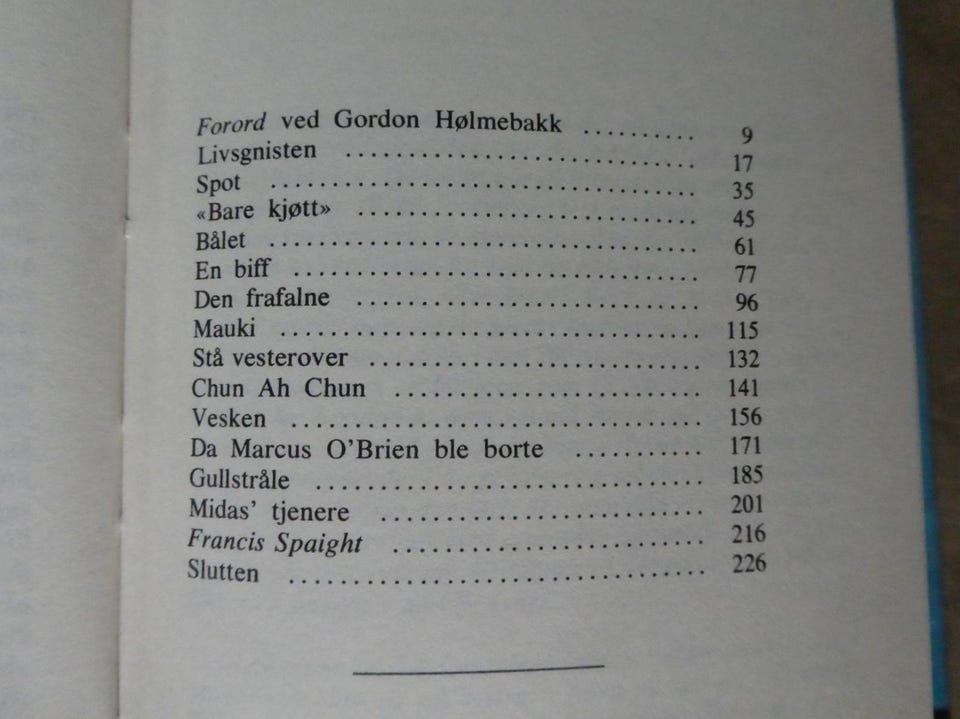 Forord ved Gordon Hølmebakk .......... 9
Livsgnisten ................................. 17
Spot ........................................ 35
«Bare kjøtt» ................................ 45
Bålet ........................................ 61
En biff ...................................... 77
Den frafalne ................................ 96
Mauki ....................................... 115
Stå vesterover .............................. 132
Chun Ah Chun ............................ 141
Vesken ...................................... 156
Da Marcus O'Brien ble borte ........... 171
Gullstråle .................................... 185
Midas' tjenere .............................. 201
Francis Spaight ............................ 216
Slutten ...................................... 226